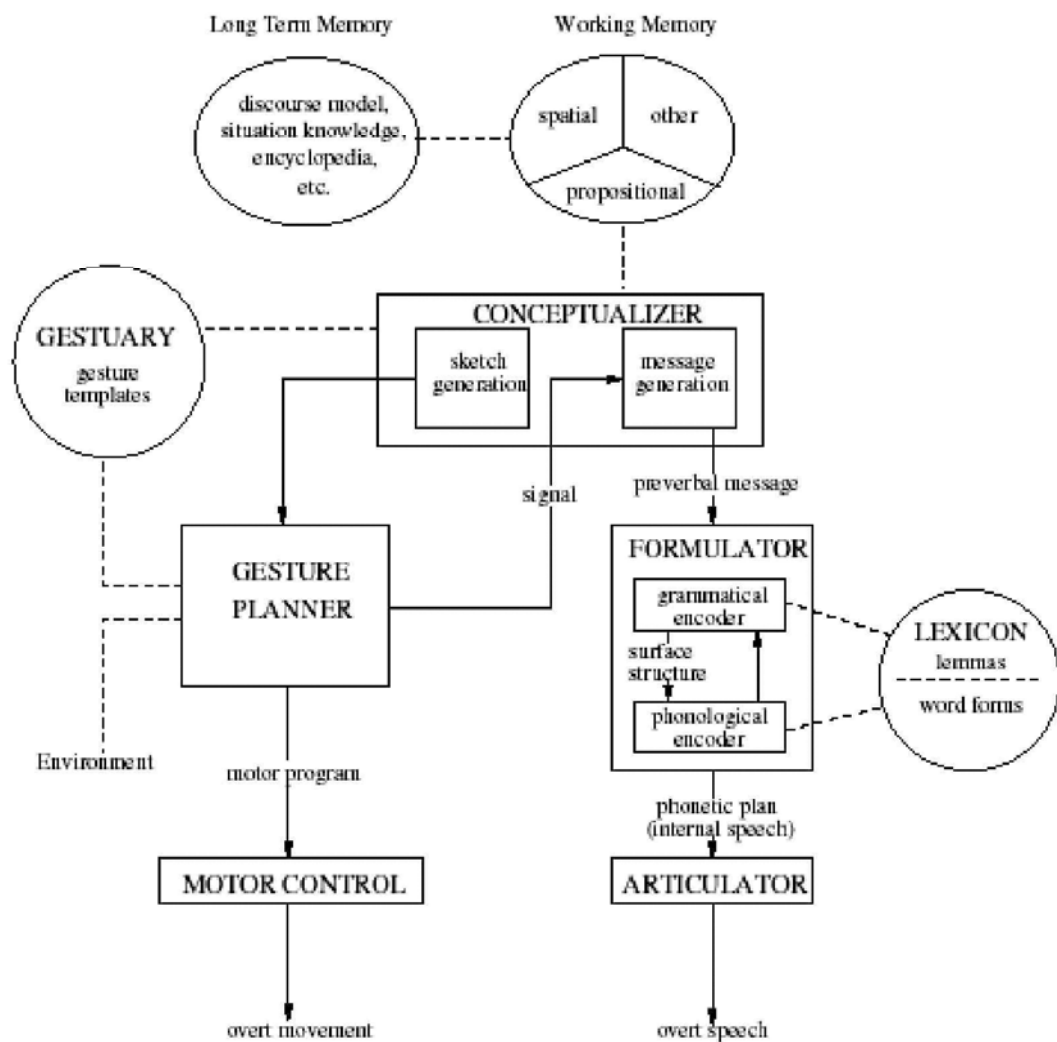 Long Term Memory
Working Memory
discourse model,
situation knowledge,
encyclopedia,
etc.
spatial
other
propositional
CONCEPTUALIZER
GESTUARY
gesture
templates
sketch
generation
message
generation
signal
preverbal message
GESTURE
PLANNER
FORMULATOR
grammatical
encoder
surface
structure
phonological
encoder
LEXICON
lemmas
word forms
Environment
motor program
phonetic plan
(internal speech)
MOTOR CONTROL
ARTICULATOR
overt movement
overt speech